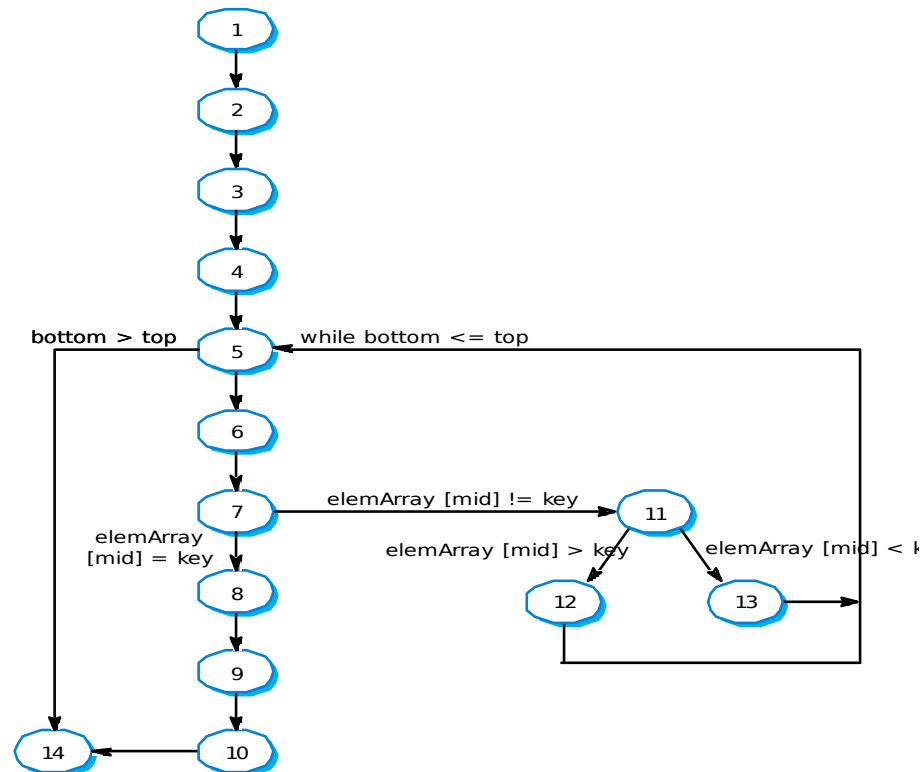 1
2
3
4
bottom > top
while bottom <= top
5
6
elemArray [mid] != key
7
11
elemArray
[mid] = key
elemArray [mid] > key
elemArray [mid] < k
8
12
13
9
14
10